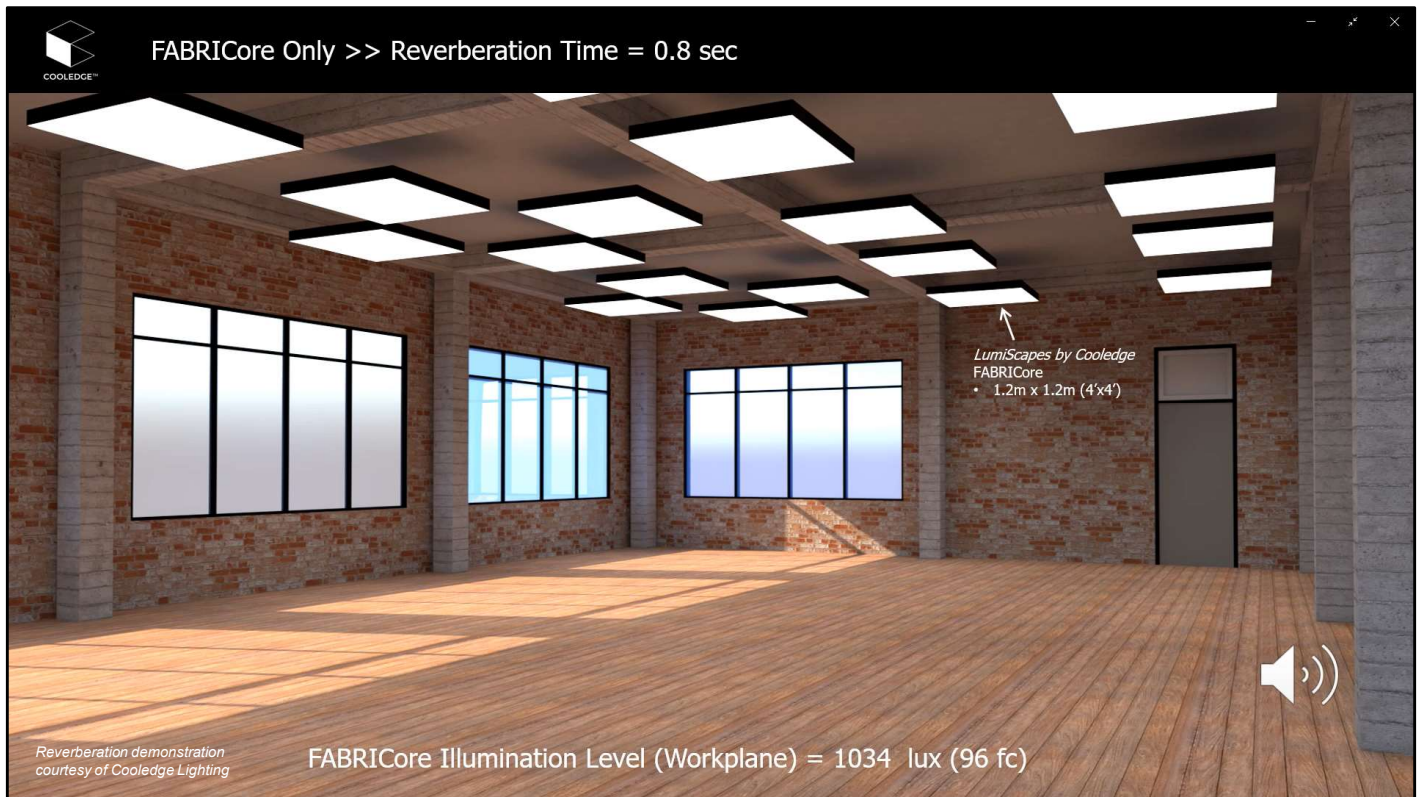 COOLEDGE™
FABRICore Only >> Reverberation Time = 0.8 sec
LumiScapes by Cooledge
FABRICore
• 1.2m x 1.2m (4'x4')
Reverberation demonstration
courtesy of Cooledge Lighting
FABRICore Illumination Level (Workplane) = 1034 lux (96 fc)